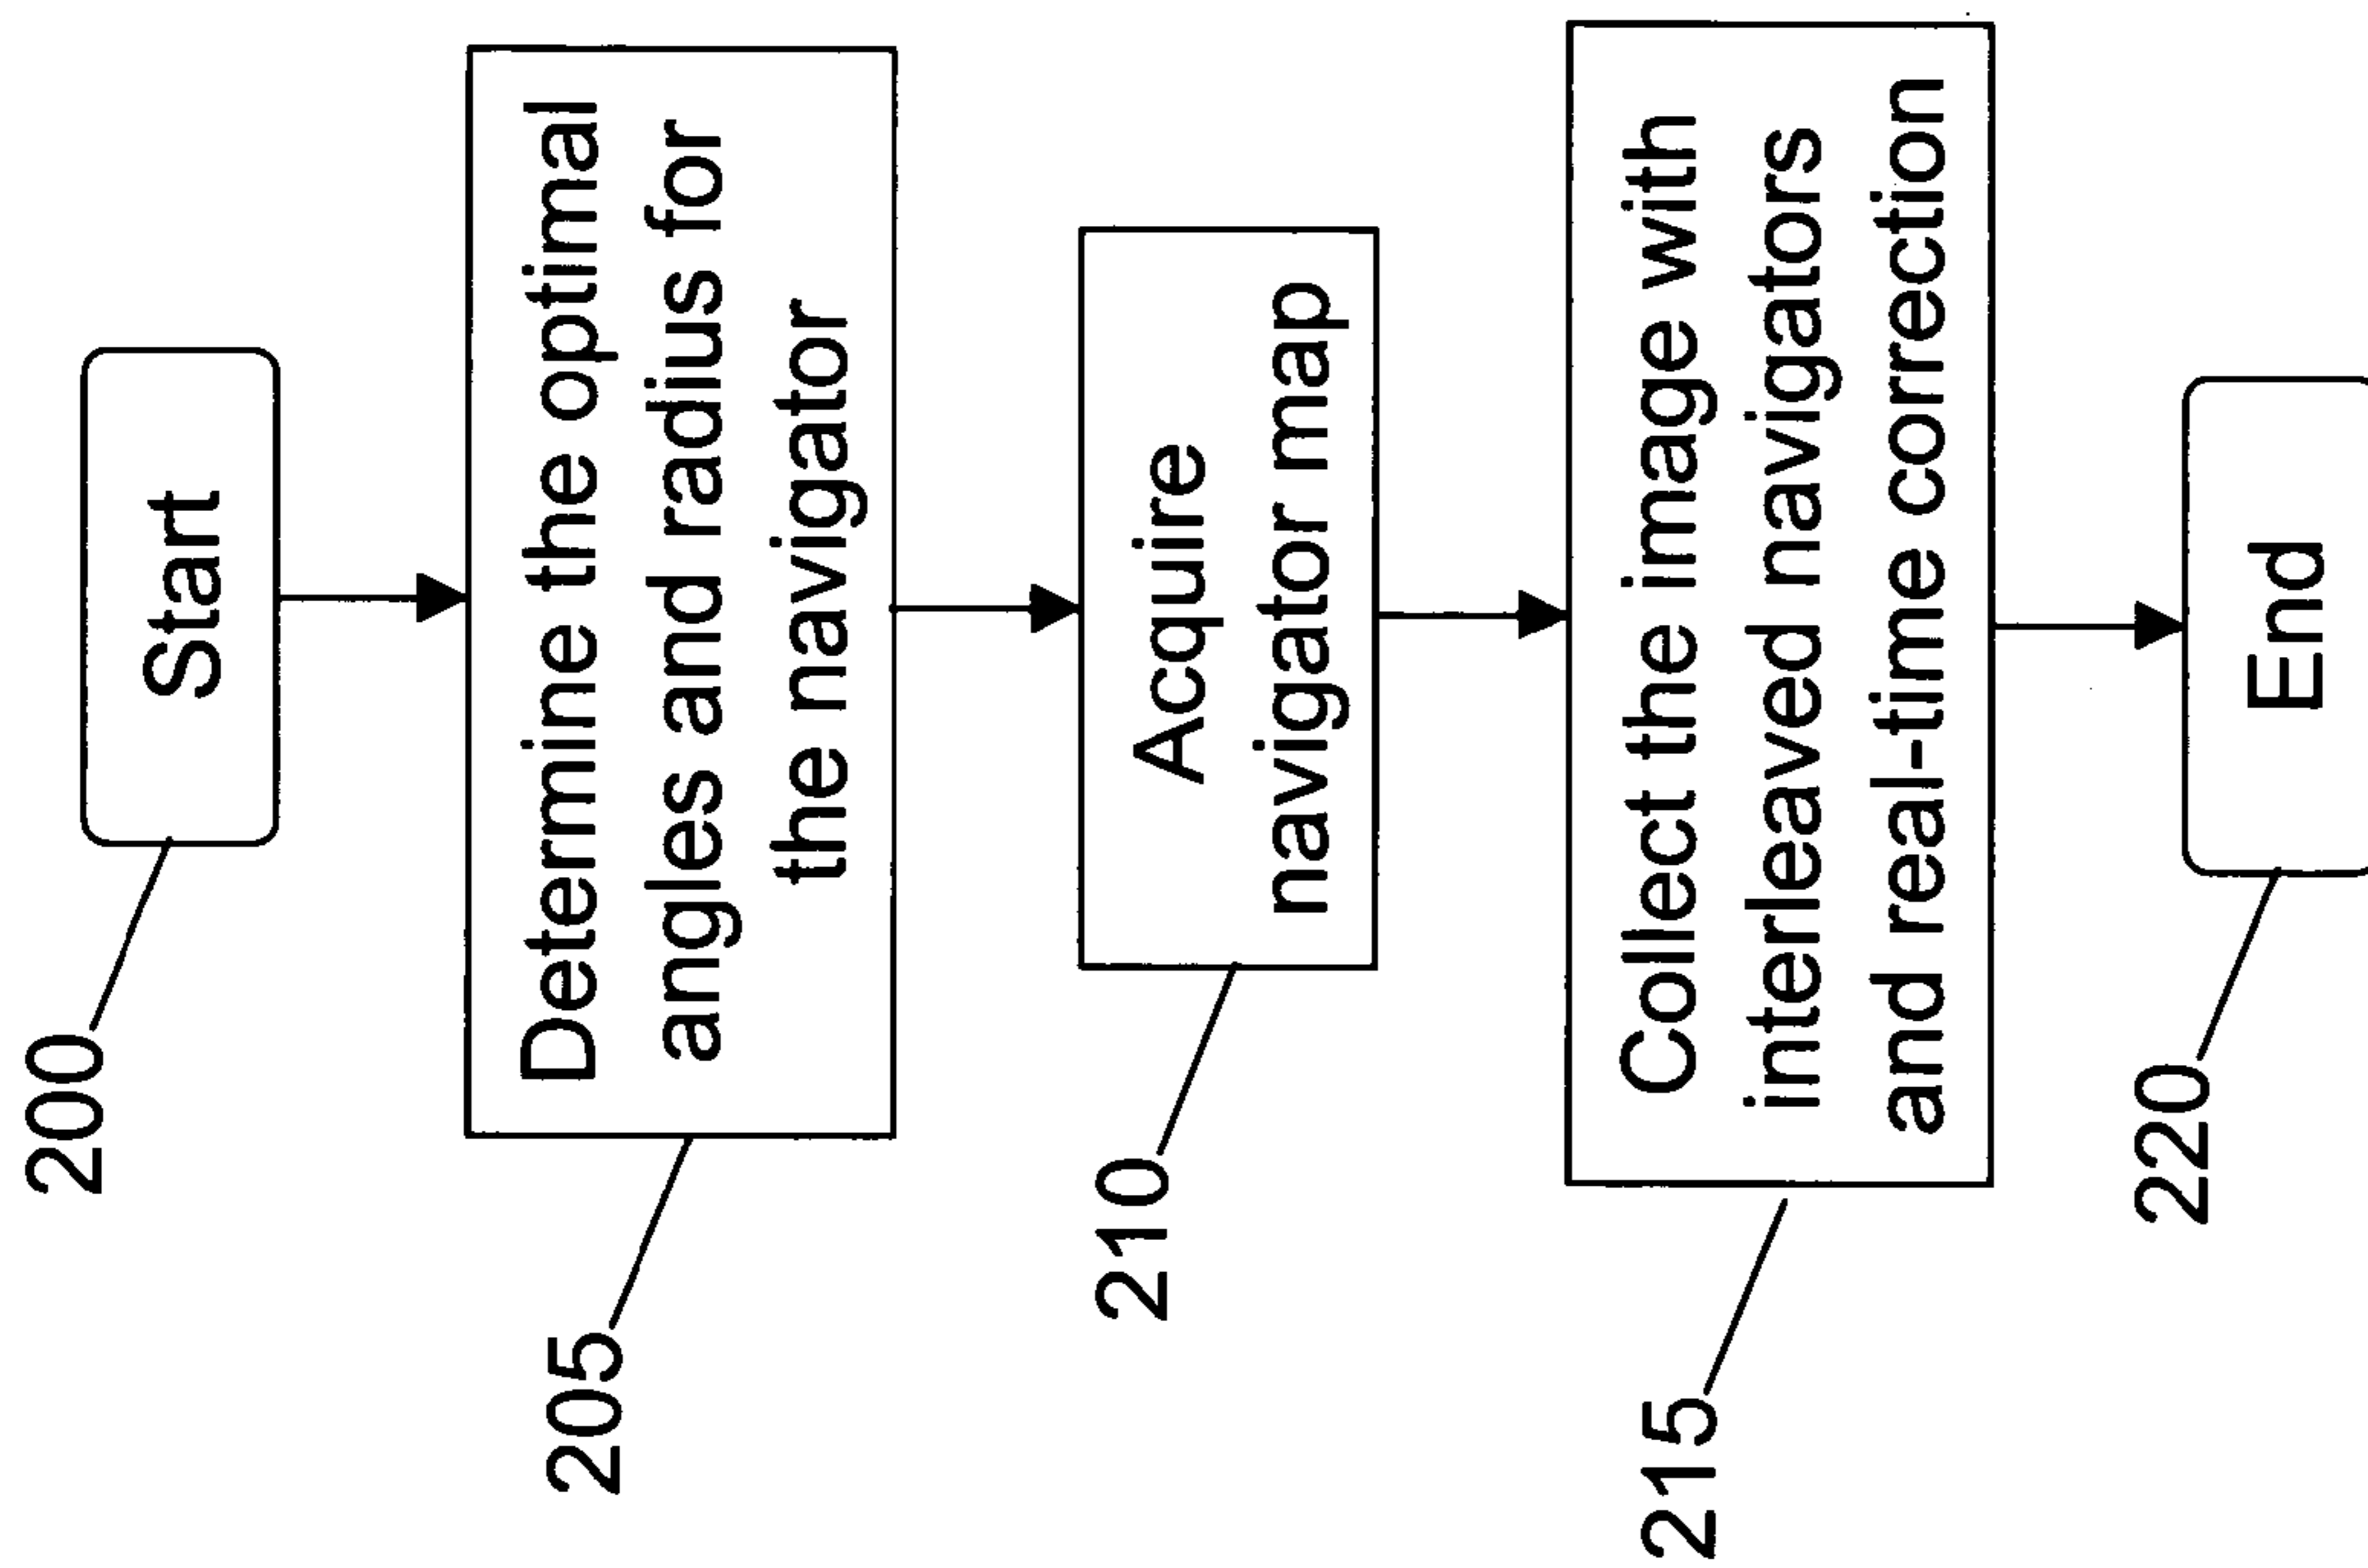 200
Start
205
Determine the optimal
angles and radius for
the navigator
210
Acquire
navigator map
215
Collect the image with
interleaved navigators
and real-time correction
220
End